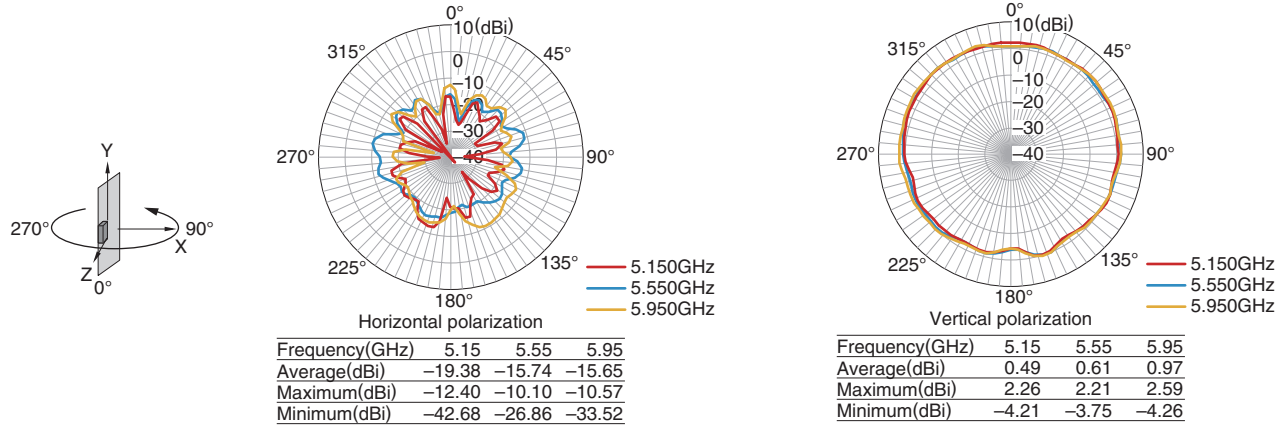 Y
270°
90°
X
Z
0°
0°
10(dBi)
315°
45°
0
−10
−20
−30
−40
270°
90°
225°
135°
180°
5.150GHz
5.550GHz
5.950GHz
Horizontal polarization
Frequency(GHz) 5.15 5.55 5.95
Average(dBi) −19.38 −15.74 −15.65
Maximum(dBi) −12.40 −10.10 −10.57
Minimum(dBi) −42.68 −26.86 −33.52
0°
10(dBi)
315°
45°
0
−10
−20
−30
−40
270°
90°
225°
135°
180°
5.150GHz
5.550GHz
5.950GHz
Vertical polarization
Frequency(GHz) 5.15 5.55 5.95
Average(dBi) 0.49 0.61 0.97
Maximum(dBi) 2.26 2.21 2.59
Minimum(dBi) −4.21 −3.75 −4.26